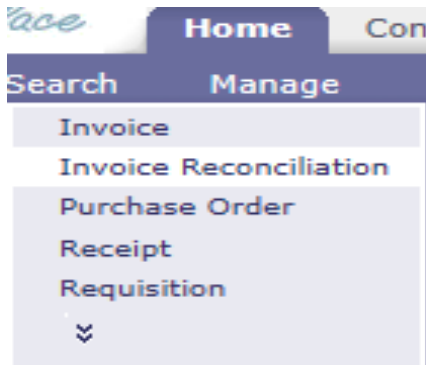 Home
Search Manage
Invoice
Invoice Reconciliation
Purchase Order
Receipt
Requisition